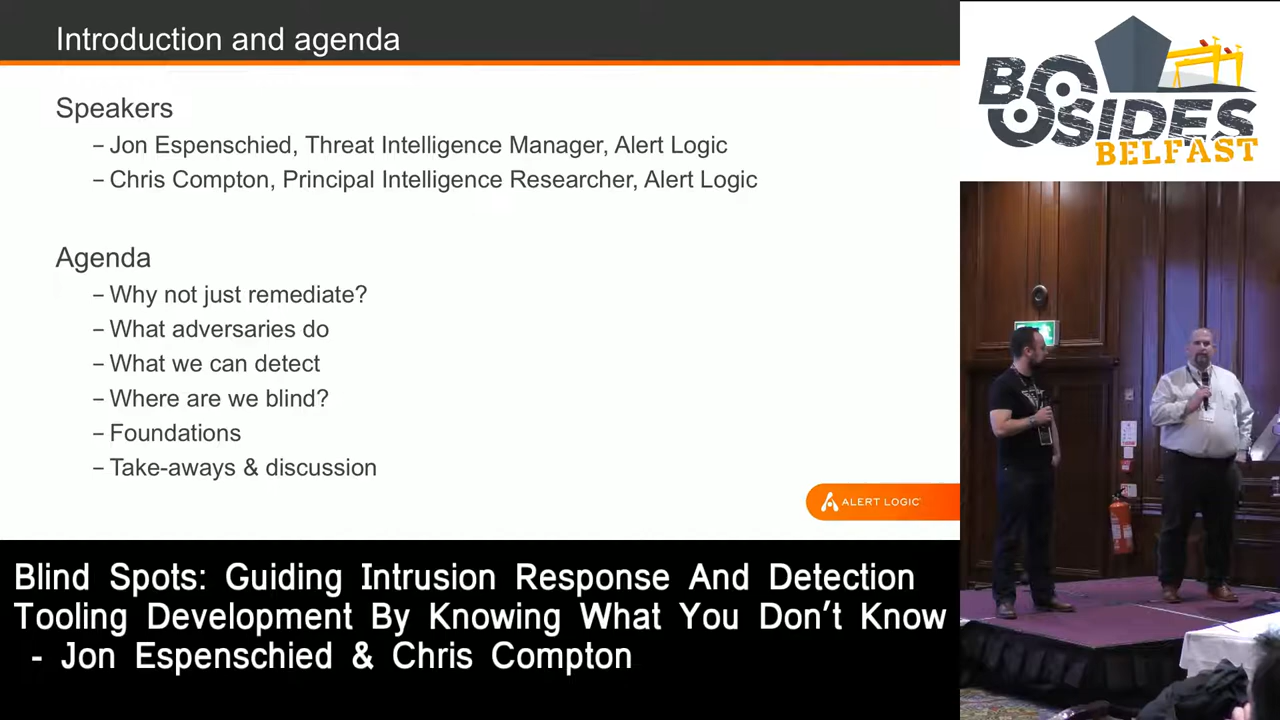 Introduction and agenda
Speakers
– Jon Espenschied, Threat Intelligence Manager, Alert Logic
– Chris Compton, Principal Intelligence Researcher, Alert Logic
Agenda
– Why not just remediate?
– What adversaries do
– What we can detect
– Where are we blind?
– Foundations
– Take-aways & discussion
ALERT LOGIC
BSIDES
BELFAST
Blind Spots: Guiding Intrusion Response And Detection
Tooling Development By Knowing What You Don't Know
- Jon Espenschied & Chris Compton